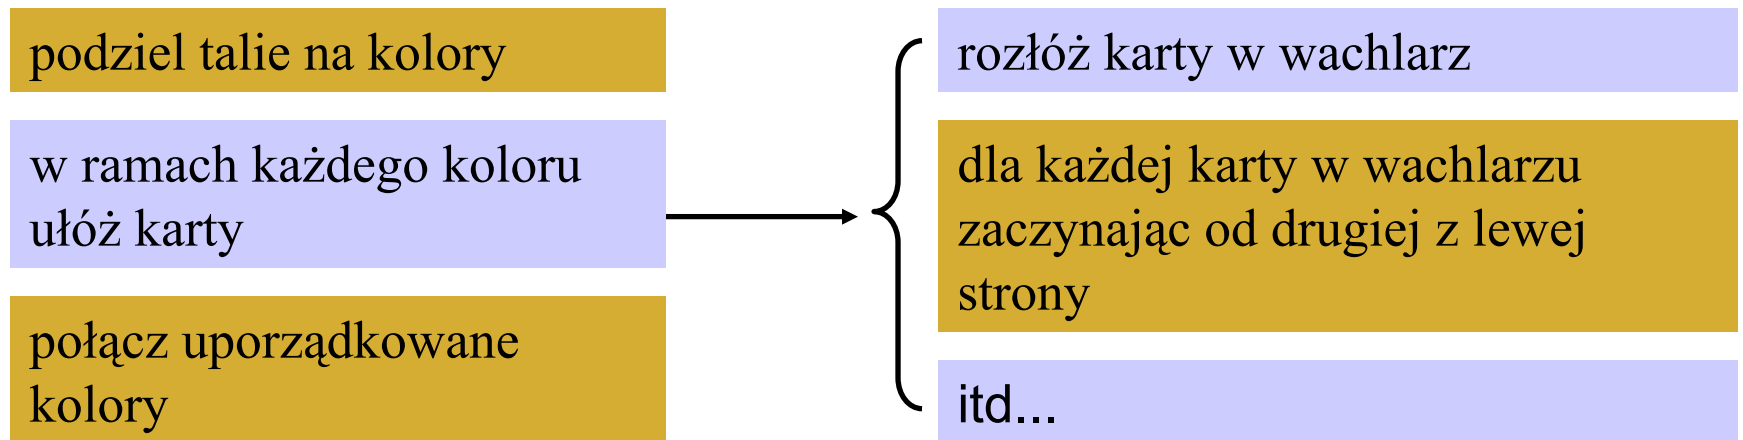 podziel talie na kolory
w ramach każdego koloru
ułóż karty
połącz uporządkowane
kolory
rozłóż karty w wachlarz
dla każdej karty w wachlarzu
zaczynając od drugiej z lewej
strony
itd...